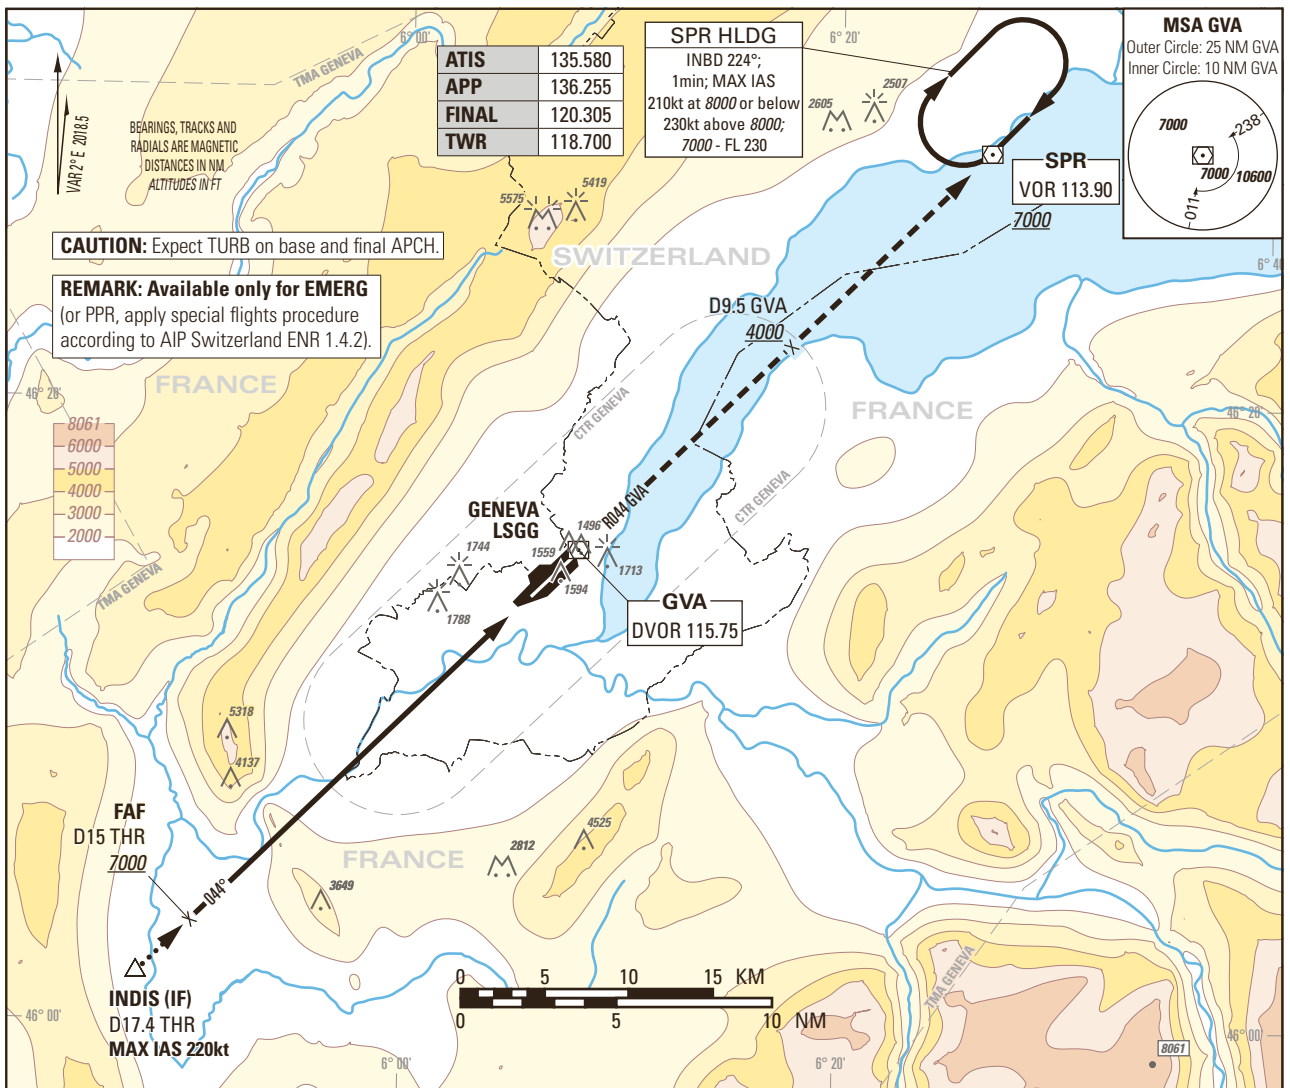 6° 00'
6° 20'
TMA GENEVA
ATIS 135.580
APP 136.255
FINAL 120.305
TWR 118.700
SPR HLDG
INBD 224°;
1min; MAX IAS
210kt at 8000 or below
230kt above 8000;
7000 - FL 230
2605
2507
MSA GVA
Outer Circle: 25 NM GVA
Inner Circle: 10 NM GVA
7000
238
7000
10600
011
VAR 2° E 2018.5
BEARINGS, TRACKS AND
RADIALS ARE MAGNETIC
DISTANCES IN NM
ALTITUDES IN FT
SPR
VOR 113.90
7000
5575
5419
CAUTION: Expect TURB on base and final APCH.
SWITZERLAND
6° 40
REMARK: Available only for EMERG
(or PPR, apply special flights procedure
according to AIP Switzerland ENR 1.4.2).
D9.5 GVA
4000
FRANCE
46° 20'
CTR GENEVA
FRANCE
46° 20'
8061
6000
5000
4000
3000
2000
R044 GVA
CTR GENEVA
GENEVA
LSGG
1496
1744
1559
1713
1594
1788
TMA GENEVA
GVA
DVOR 115.75
5318
4137
FAF
D15 THR
7000
044°
FRANCE
2812
4525
3649
INDIS (IF)
D17.4 THR
MAX IAS 220kt
0 5 10 15 KM
0 5 10 NM
TMA GENEVA
46° 00'
46° 00'
8061
6° 00'
6° 20'